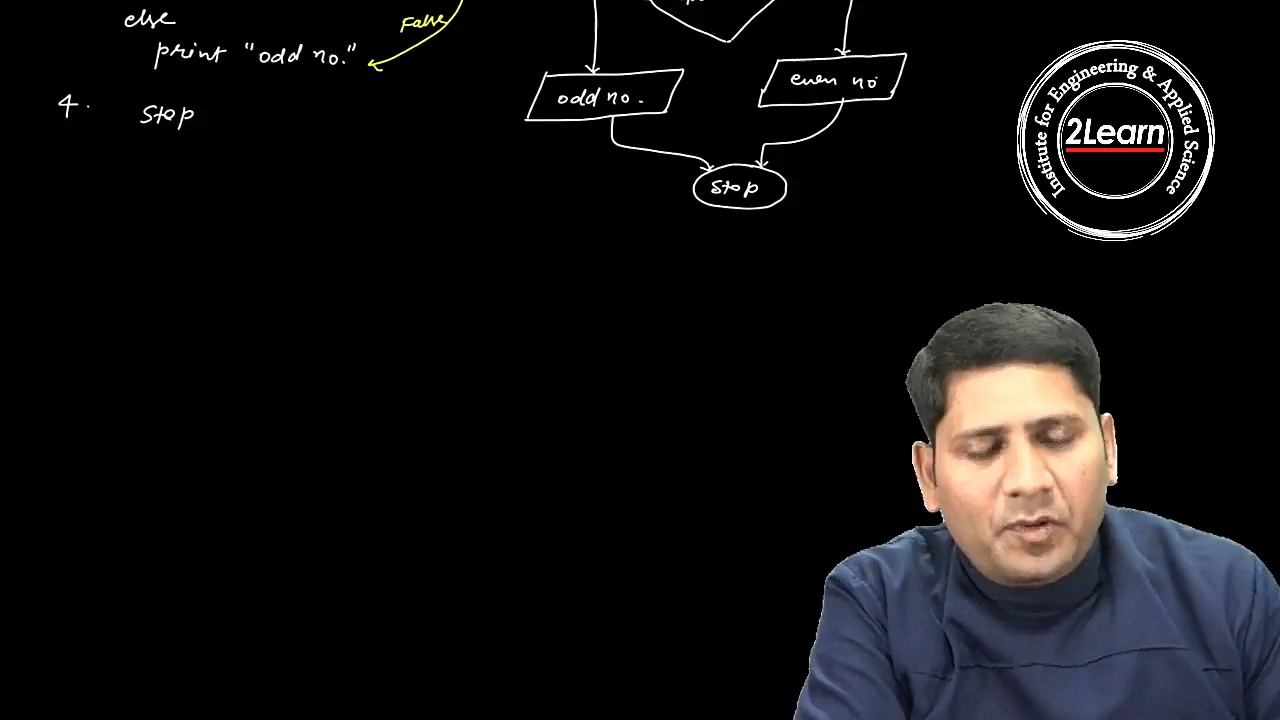 else
print "odd no."
4. Stop
False
odd no.
even no.
Stop
Institute for Engineering & Applied Science
2Learn